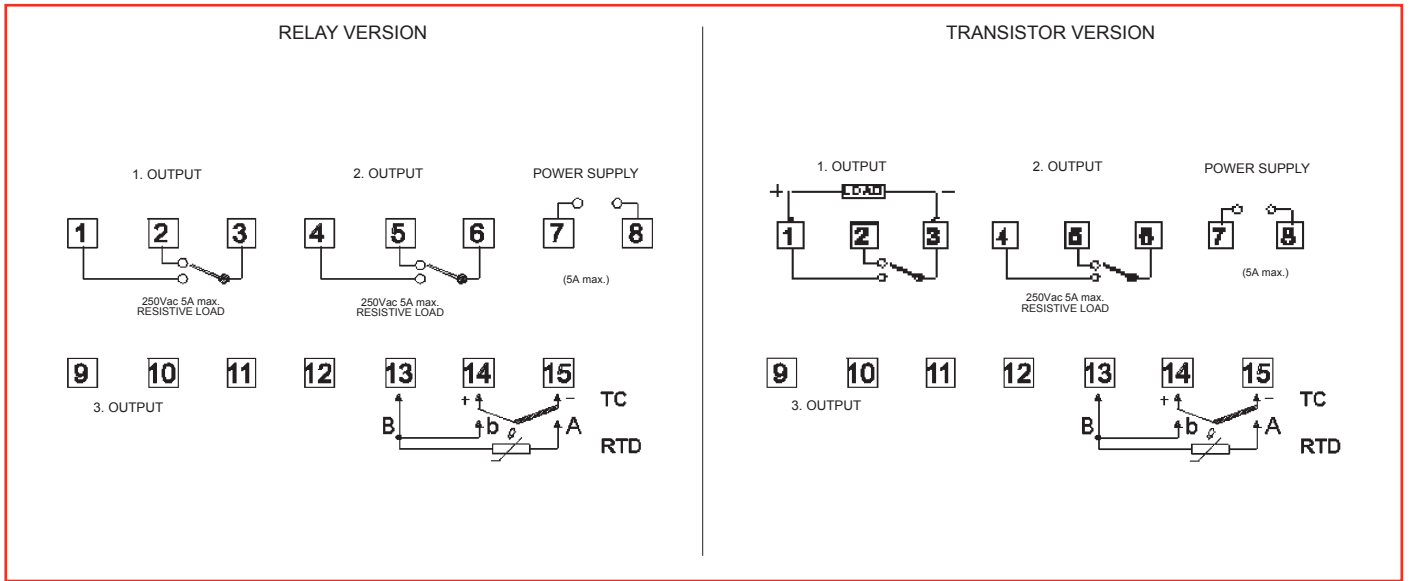 RELAY VERSION
1. OUTPUT
2. OUTPUT
POWER SUPPLY
1 2 3 4 5 6 7 8
(5A max.)
250Vac 5A max.
RESISTIVE LOAD
250Vac 5A max.
RESISTIVE LOAD
9 10 11 12 13 14 15
3. OUTPUT
+ − TC
B b A
RTD
TRANSISTOR VERSION
1. OUTPUT
2. OUTPUT
POWER SUPPLY
+ LOAD −
1 2 3 4 5 6 7 8
(5A max.)
250Vac 5A max.
RESISTIVE LOAD
9 10 11 12 13 14 15
3. OUTPUT
+ − TC
B b A
RTD